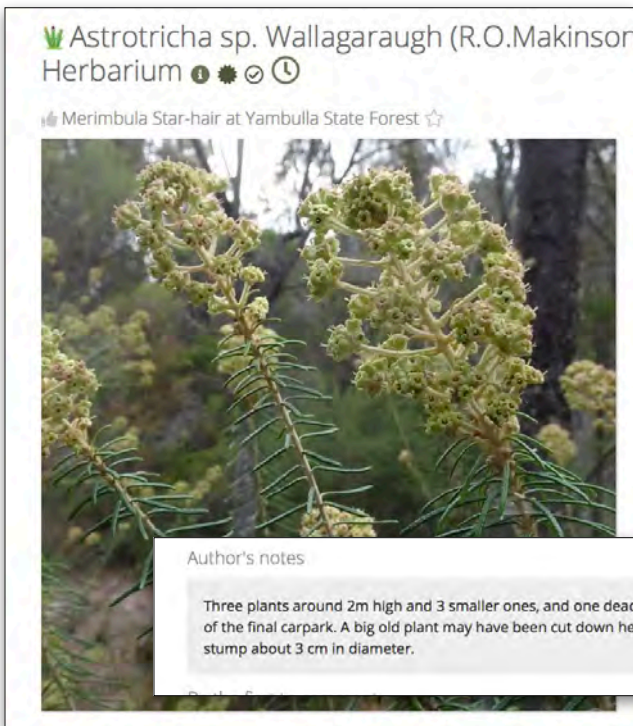 Astrotricha sp. Wallagaraugh (R.O.Makinson
Herbarium
Merimbula Star-hair at Yambulla State Forest
Author's notes
Three plants around 2m high and 3 smaller ones, and one dead
of the final carpark. A big old plant may have been cut down he
stump about 3 cm in diameter.